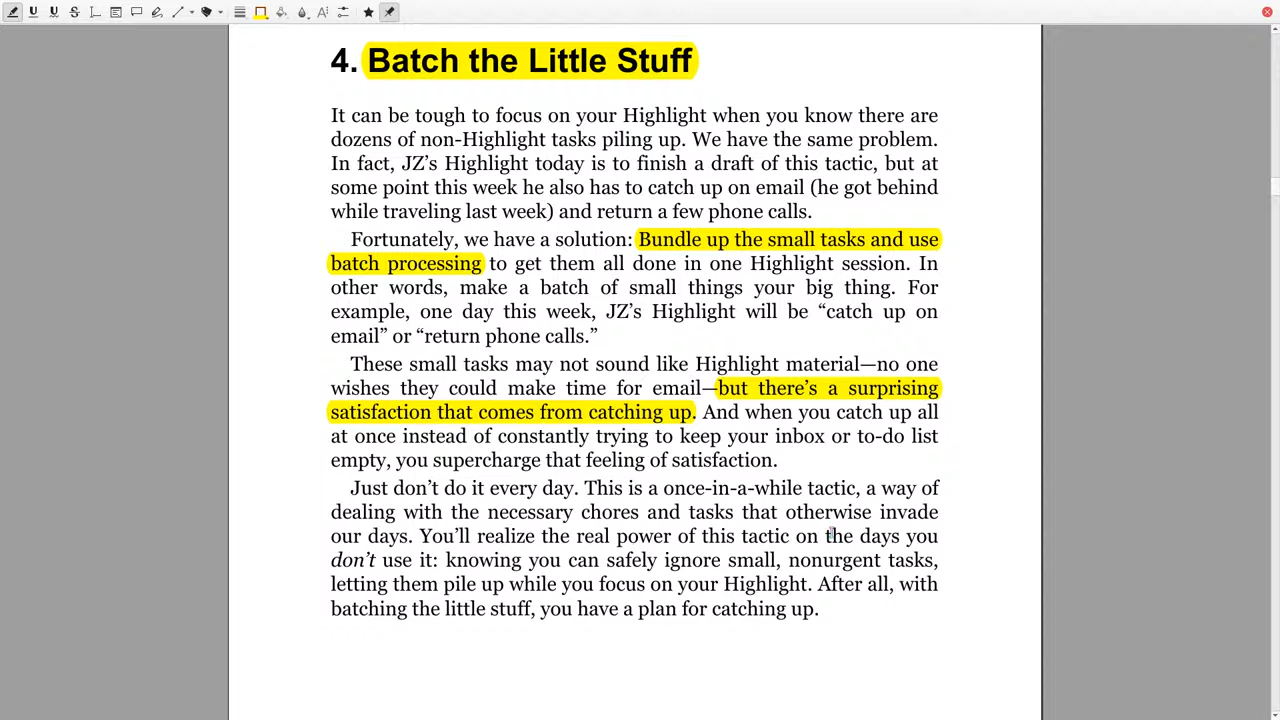 4. Batch the Little Stuff
It can be tough to focus on your Highlight when you know there are
dozens of non-Highlight tasks piling up. We have the same problem.
In fact, JZ’s Highlight today is to finish a draft of this tactic, but at
some point this week he also has to catch up on email (he got behind
while traveling last week) and return a few phone calls.
Fortunately, we have a solution: Bundle up the small tasks and use
batch processing to get them all done in one Highlight session. In
other words, make a batch of small things your big thing. For
example, one day this week, JZ’s Highlight will be “catch up on
email” or “return phone calls.”
These small tasks may not sound like Highlight material—no one
wishes they could make time for email—but there’s a surprising
satisfaction that comes from catching up. And when you catch up all
at once instead of constantly trying to keep your inbox or to-do list
empty, you supercharge that feeling of satisfaction.
Just don’t do it every day. This is a once-in-a-while tactic, a way of
dealing with the necessary chores and tasks that otherwise invade
our days. You’ll realize the real power of this tactic on the days you
don’t use it: knowing you can safely ignore small, nonurgent tasks,
letting them pile up while you focus on your Highlight. After all, with
batching the little stuff, you have a plan for catching up.